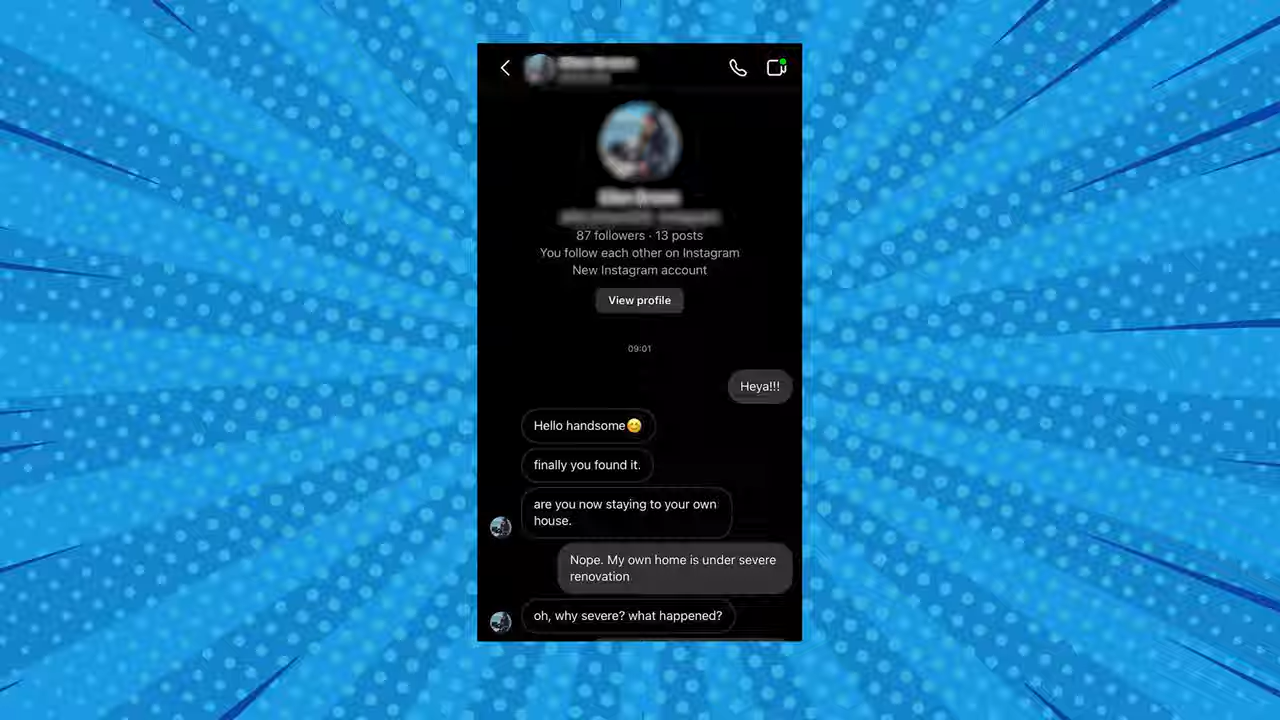 87 followers · 13 posts
You follow each other on Instagram
New Instagram account
View profile
09:01
Heya!!!
Hello handsome😊
finally you found it.
are you now staying to your own
house.
Nope. My own home is under severe
renovation
oh, why severe? what happened?